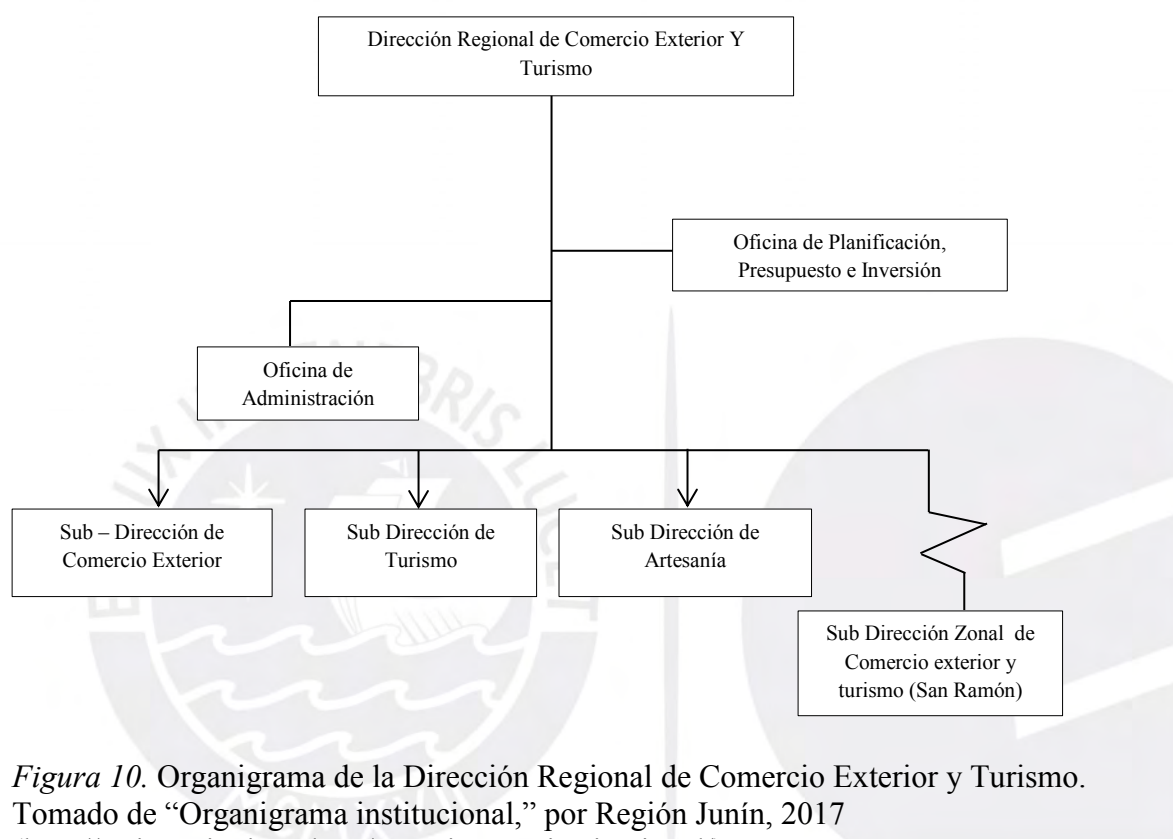 Dirección Regional de Comercio Exterior Y
Turismo
Oficina de Planificación,
Presupuesto e Inversión
Oficina de
Administración
Sub – Dirección de
Comercio Exterior
Sub Dirección de
Turismo
Sub Dirección de
Artesanía
Sub Dirección Zonal de
Comercio exterior y
turismo (San Ramón)
Figura 10. Organigrama de la Dirección Regional de Comercio Exterior y Turismo.
Tomado de “Organigrama institucional,” por Región Junín, 2017